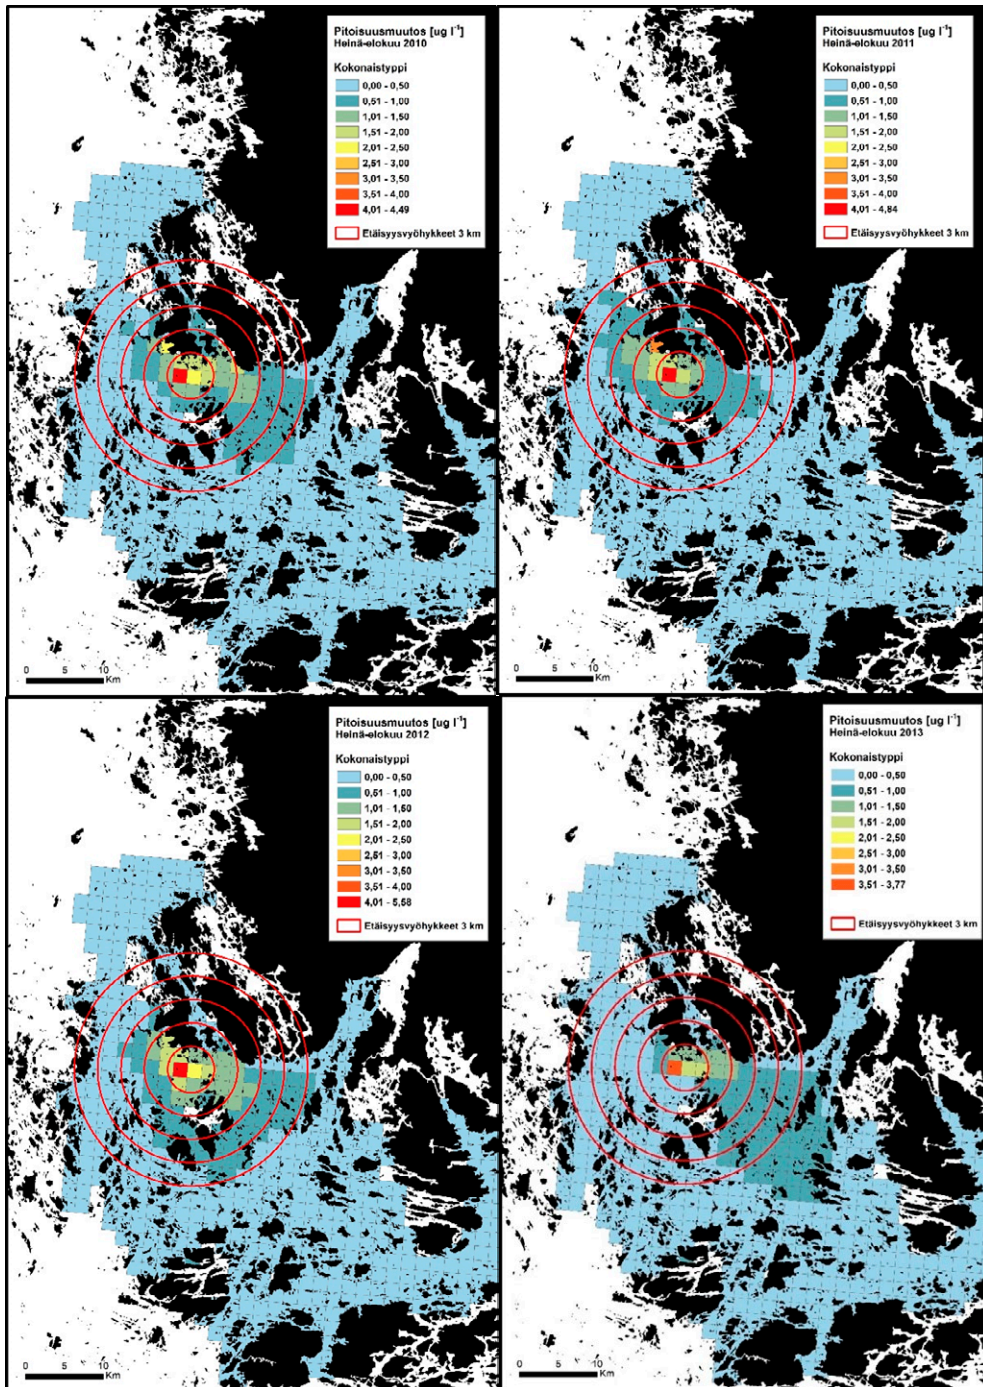 Pitoisuusmuutos [ug l⁻¹]
Heinä-elokuu 2010
Kokonaistyppi
0,00 - 0,50
0,51 - 1,00
1,01 - 1,50
1,51 - 2,00
2,01 - 2,50
2,51 - 3,00
3,01 - 3,50
3,51 - 4,00
4,01 - 4,49
Etäisyysvyöhykkeet 3 km
0 5 10
Km
Pitoisuusmuutos [ug l⁻¹]
Heinä-elokuu 2011
Kokonaistyppi
0,00 - 0,50
0,51 - 1,00
1,01 - 1,50
1,51 - 2,00
2,01 - 2,50
2,51 - 3,00
3,01 - 3,50
3,51 - 4,00
4,01 - 4,84
Etäisyysvyöhykkeet 3 km
0 5 10
Km
Pitoisuusmuutos [ug l⁻¹]
Heinä-elokuu 2012
Kokonaistyppi
0,00 - 0,50
0,51 - 1,00
1,01 - 1,50
1,51 - 2,00
2,01 - 2,50
2,51 - 3,00
3,01 - 3,50
3,51 - 4,00
4,01 - 5,58
Etäisyysvyöhykkeet 3 km
0 5 10
Km
Pitoisuusmuutos [ug l⁻¹]
Heinä-elokuu 2013
Kokonaistyppi
0,00 - 0,50
0,51 - 1,00
1,01 - 1,50
1,51 - 2,00
2,01 - 2,50
2,51 - 3,00
3,01 - 3,50
3,51 - 3,77
Etäisyysvyöhykkeet 3 km
0 5 10
Km